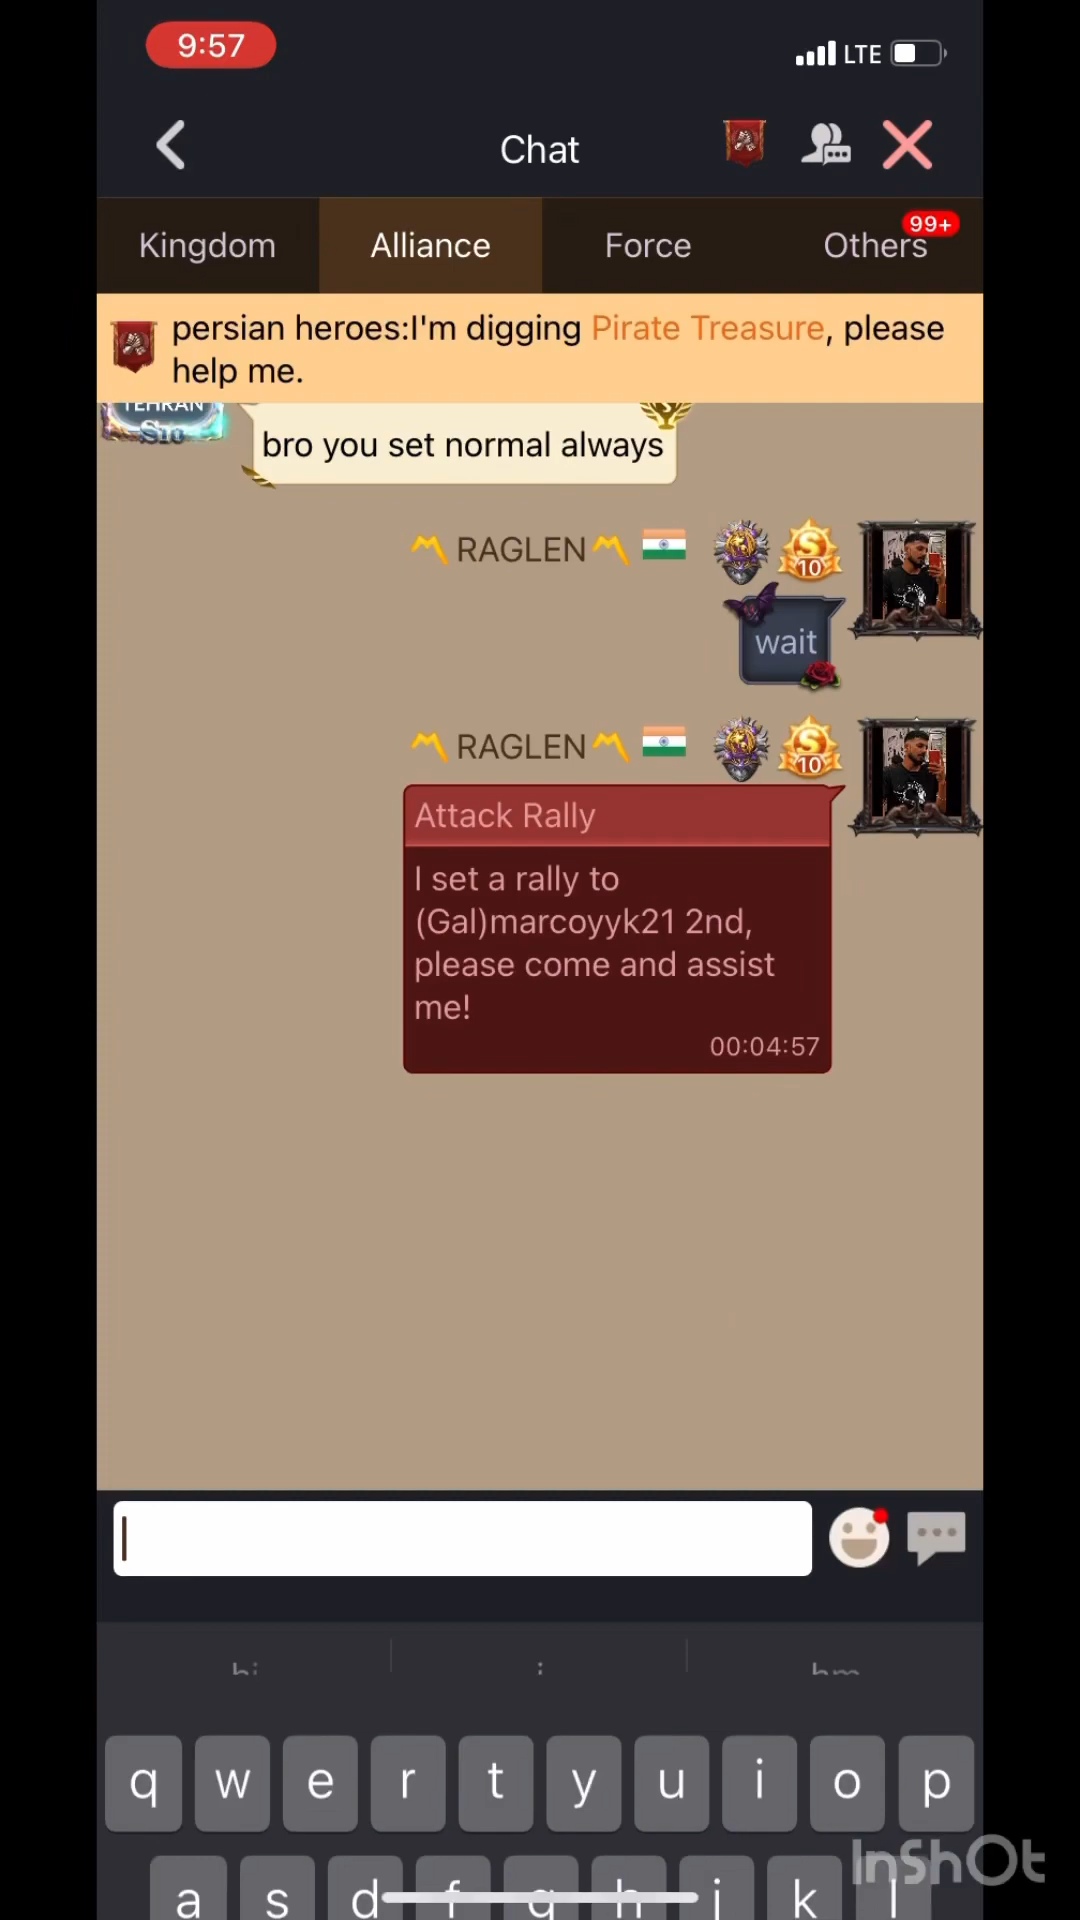 9:57
LTE
Chat
Kingdom
Alliance
Force
Others
99+
persian heroes:I'm digging Pirate Treasure, please
help me.
TEHRAN
S10
bro you set normal always
RAGLEN
S
10
wait
RAGLEN
S
10
Attack Rally
I set a rally to
(Gal)marcoyyk21 2nd,
please come and assist
me!
00:04:57
q w e r t y u i o p
a s d f g h j k l
InShOt